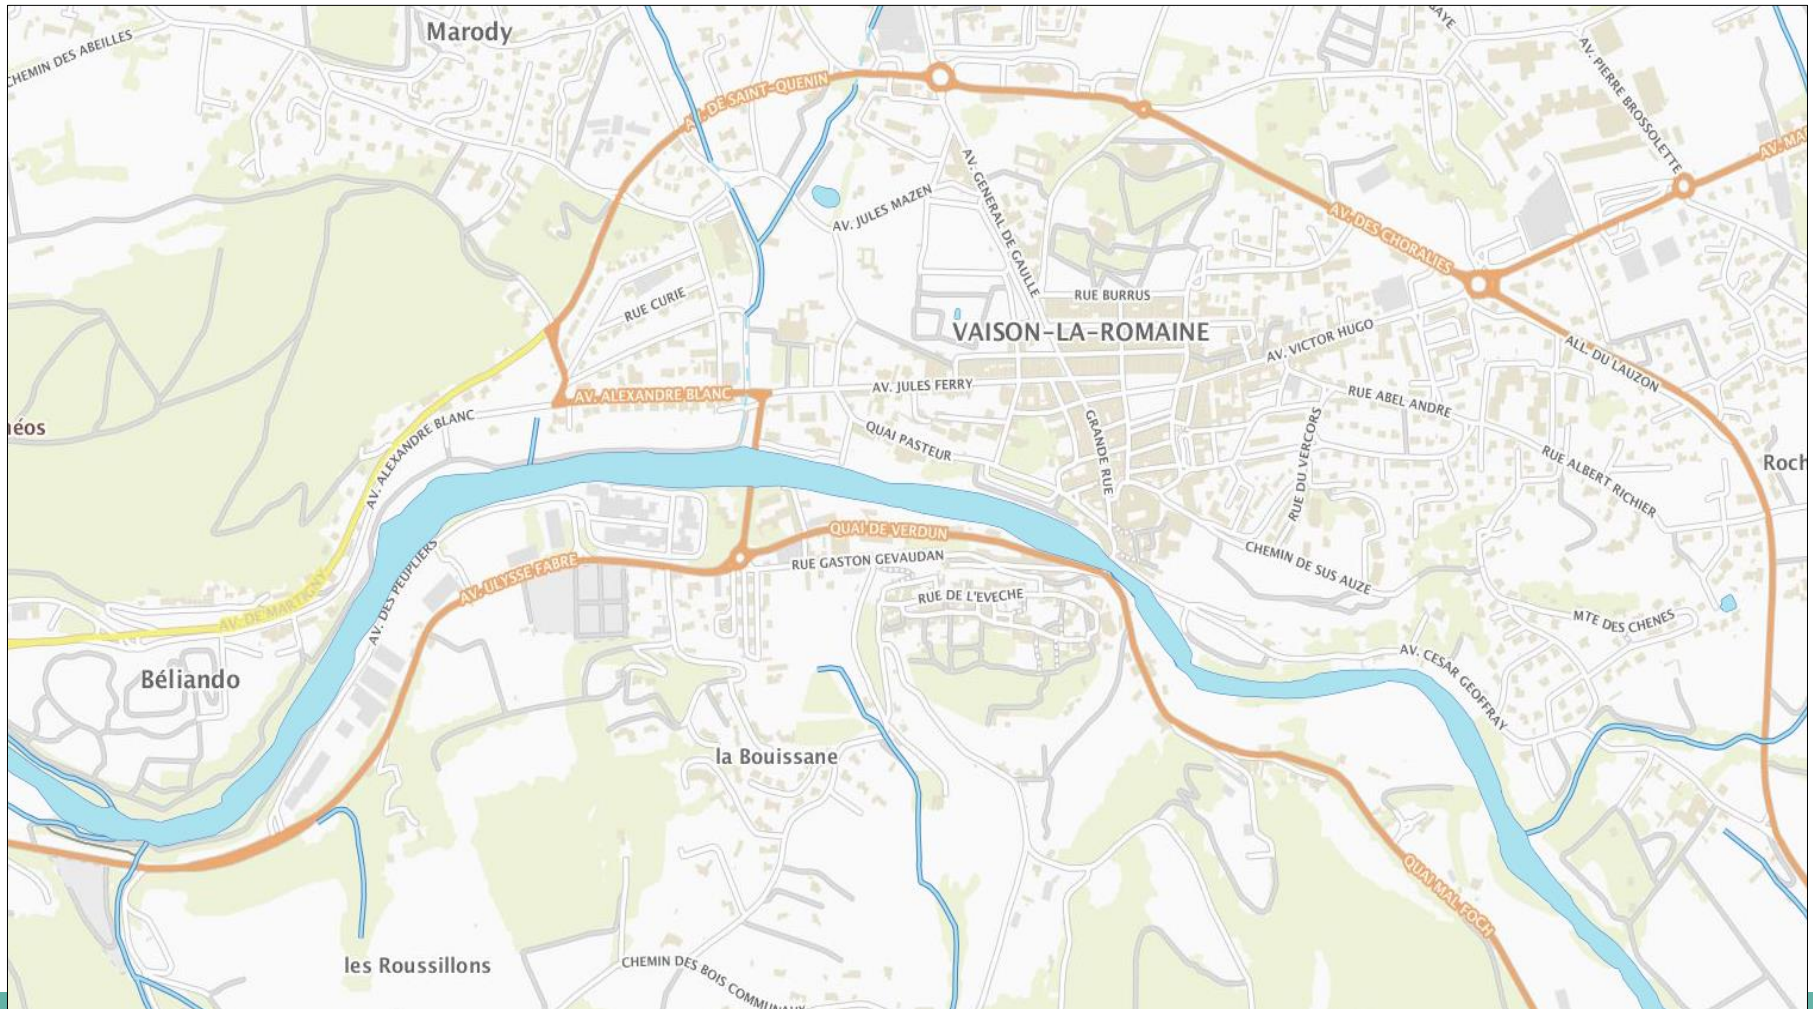 Marody
CHEMIN DES ABEILLES
AV. DE SAINT-QUENIN
AV. PIERRE BROSSOLETTE
AV. MA
AV. GENERAL DE GAULLE
AV. JULES MAZEN
AV. DES CHORALIES
RUE CURIE
RUE BURRUS
VAISON-LA-ROMAINE
AV. VICTOR HUGO
ALL. DU LAUZON
AV. ALEXANDRE BLANC
AV. JULES FERRY
RUE ABEL ANDRE
éos
AV. ALEXANDRE BLANC
QUAI PASTEUR
GRANDE RUE
RUE DU VERCORS
RUE ALBERT RICHIER
Roch
QUAI DE VERDUN
RUE GASTON GEVAUDAN
CHEMIN DE SUS AUZE
AV. ULYSSE FABRE
AV. DES PEUPLIERS
RUE DE L'EVECHE
AV. DE MARTIGNY
MTE DES CHENES
AV. CESAR GEOFFRAY
Béliando
la Bouissane
QUAI MAL FOCH
les Roussillons
CHEMIN DES BOIS COMMUNAUX